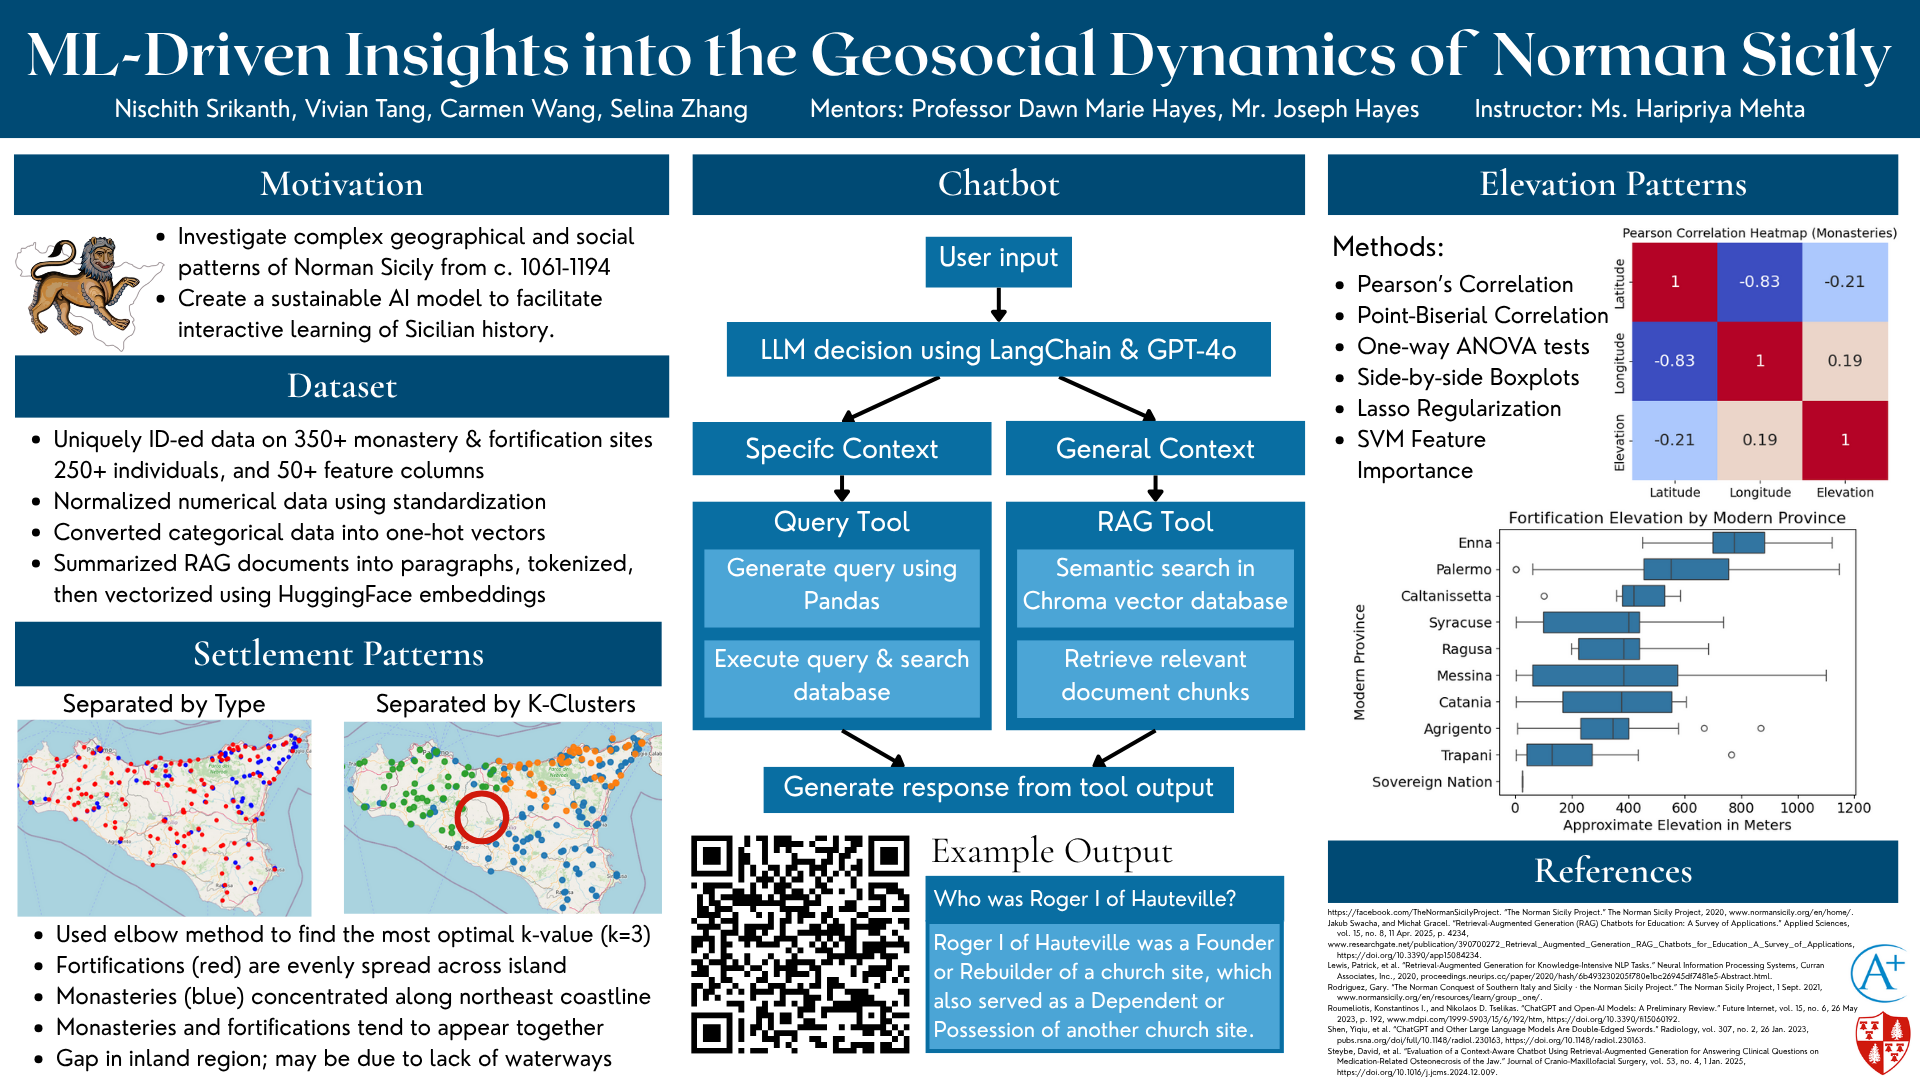 ML-Driven Insights into the Geosocial Dynamics of Norman Sicily
Nischith Srikanth, Vivian Tang, Carmen Wang, Selina Zhang
Mentors: Professor Dawn Marie Hayes, Mr. Joseph Hayes
Instructor: Ms. Haripriya Mehta
Motivation
• Investigate complex geographical and social
patterns of Norman Sicily from c. 1061-1194
• Create a sustainable AI model to facilitate
interactive learning of Sicilian history.
Dataset
• Uniquely ID-ed data on 350+ monastery & fortification sites
250+ individuals, and 50+ feature columns
• Normalized numerical data using standardization
• Converted categorical data into one-hot vectors
• Summarized RAG documents into paragraphs, tokenized,
then vectorized using HuggingFace embeddings
Settlement Patterns
Separated by Type
Separated by K-Clusters
• Used elbow method to find the most optimal k-value (k=3)
• Fortifications (red) are evenly spread across island
• Monasteries (blue) concentrated along northeast coastline
• Monasteries and fortifications tend to appear together
• Gap in inland region; may be due to lack of waterways
Chatbot
User input
LLM decision using LangChain & GPT-4o
Specifc Context
General Context
Query Tool
Generate query using
Pandas
Execute query & search
database
RAG Tool
Semantic search in
Chroma vector database
Retrieve relevant
document chunks
Generate response from tool output
Example Output
Who was Roger I of Hauteville?
Roger I of Hauteville was a Founder
or Rebuilder of a church site, which
also served as a Dependent or
Possession of another church site.
Elevation Patterns
Methods:
• Pearson's Correlation
• Point-Biserial Correlation
• One-way ANOVA tests
• Side-by-side Boxplots
• Lasso Regularization
• SVM Feature
Importance
Pearson Correlation Heatmap (Monasteries)
Latitude
1 -0.83 -0.21
Longitude
-0.83 1 0.19
Elevation
-0.21 0.19 1
Latitude Longitude Elevation
Fortification Elevation by Modern Province
Modern Province
Enna
Palermo
Caltanissetta
Syracuse
Ragusa
Messina
Catania
Agrigento
Trapani
Sovereign Nation
0 200 400 600 800 1000 1200
Approximate Elevation in Meters
References
https://facebook.com/TheNormanSicilyProject. "The Norman Sicily Project." The Norman Sicily Project, 2020, www.normansicily.org/en/home/.
Jakub Swacha, and Michał Gracel. "Retrieval-Augmented Generation (RAG) Chatbots for Education: A Survey of Applications." Applied Sciences,
vol. 15, no. 8, 11 Apr. 2025, p. 4234,
www.researchgate.net/publication/390700272_Retrieval_Augmented_Generation_RAG_Chatbots_for_Education_A_Survey_of_Applications,
https://doi.org/10.3390/app15084234.
Lewis, Patrick, et al. "Retrieval-Augmented Generation for Knowledge-Intensive NLP Tasks." Neural Information Processing Systems, Curran
Associates, Inc., 2020, proceedings.neurips.cc/paper/2020/hash/6b493230205f780e1bc26945df7481e5-Abstract.html.
Rodriguez, Gary. "The Norman Conquest of Southern Italy and Sicily · the Norman Sicily Project." The Norman Sicily Project, 1 Sept. 2021,
www.normansicily.org/en/resources/learn/group_one/.
Roumeliotis, Konstantinos I., and Nikolaos D. Tselikas. "ChatGPT and Open-AI Models: A Preliminary Review." Future Internet, vol. 15, no. 6, 26 May
2023, p. 192, www.mdpi.com/1999-5903/15/6/192/htm, https://doi.org/10.3390/fi15060192.
Shen, Yiqiu, et al. "ChatGPT and Other Large Language Models Are Double-Edged Swords." Radiology, vol. 307, no. 2, 26 Jan. 2023,
pubs.rsna.org/doi/full/10.1148/radiol.230163, https://doi.org/10.1148/radiol.230163.
Steybe, David, et al. "Evaluation of a Context-Aware Chatbot Using Retrieval-Augmented Generation for Answering Clinical Questions on
Medication-Related Osteonecrosis of the Jaw." Journal of Cranio-Maxillofacial Surgery, vol. 53, no. 4, 1 Jan. 2025,
https://doi.org/10.1016/j.jcms.2024.12.009.
A+